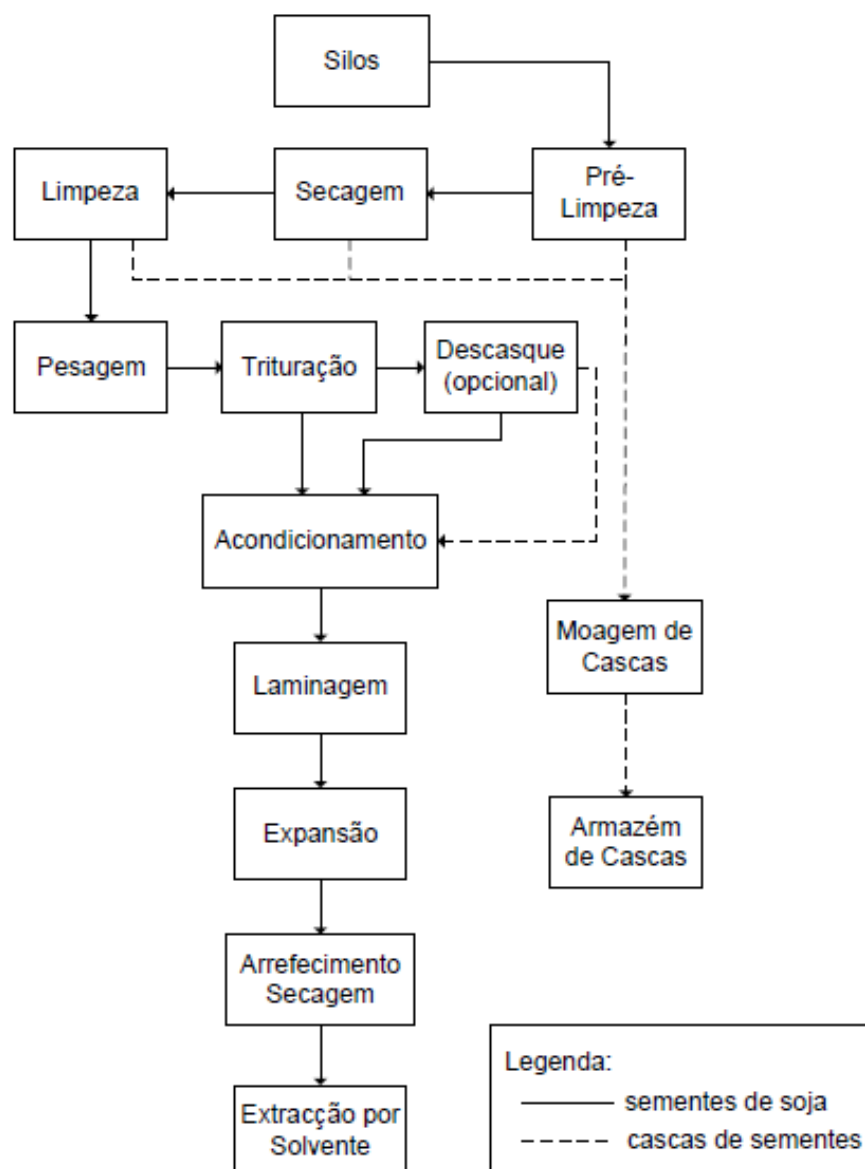 Silos
Limpeza
Secagem
Pré-
Limpeza
Pesagem
Trituração
Descasque
(opcional)
Acondicionamento
Laminagem
Moagem de
Cascas
Expansão
Armazém
de Cascas
Arrefecimento
Secagem
Extracção por
Solvente
Legenda:
sementes de soja
cascas de sementes